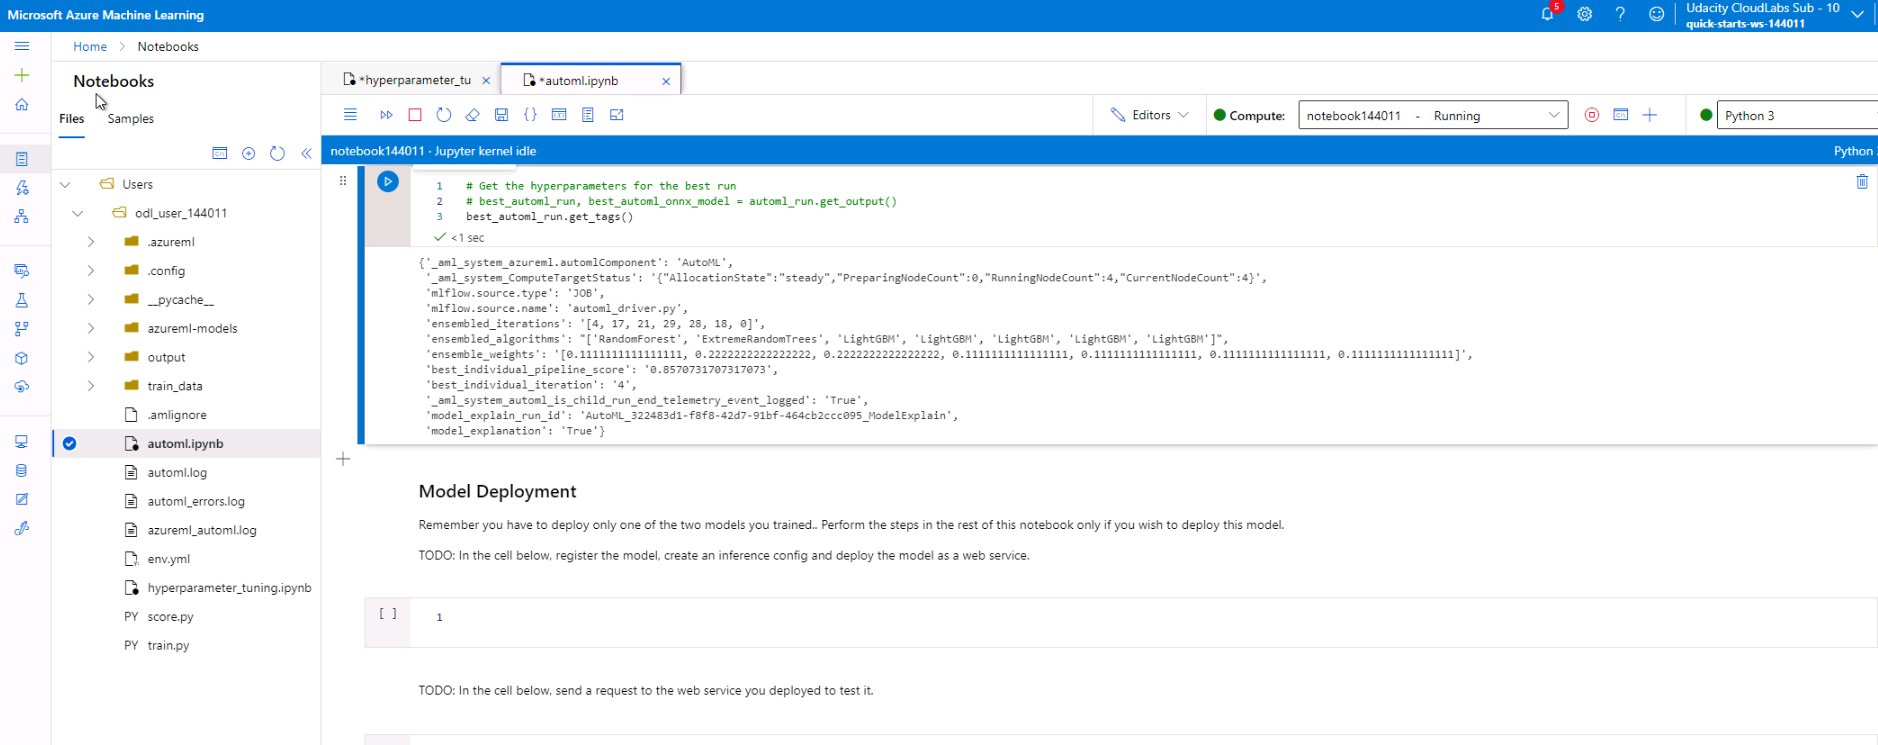 Microsoft Azure Machine Learning
5
Udacity CloudLabs Sub - 10
quick-starts-ws-144011
Home > Notebooks
Notebooks
Files Samples
Users
odl_user_144011
.azureml
.config
__pycache__
azureml-models
output
train_data
.amlignore
automl.ipynb
automl.log
automl_errors.log
azureml_automl.log
env.yml
hyperparameter_tuning.ipynb
PY score.py
PY train.py
*hyperparameter_tu × *automl.ipynb ×
Editors Compute: notebook144011 - Running Python 3
notebook144011 · Jupyter kernel idle Python
1 # Get the hyperparameters for the best run
2 # best_automl_run, best_automl_onnx_model = automl_run.get_output()
3 best_automl_run.get_tags()
<1 sec
{'_aml_system_azureml.automlComponent': 'AutoML',
'_aml_system_ComputeTargetStatus': '{"AllocationState":"steady","PreparingNodeCount":0,"RunningNodeCount":4,"CurrentNodeCount":4}',
'mlflow.source.type': 'JOB',
'mlflow.source.name': 'automl_driver.py',
'ensembled_iterations': '[4, 17, 21, 29, 28, 18, 0]',
'ensembled_algorithms': "['RandomForest', 'ExtremeRandomTrees', 'LightGBM', 'LightGBM', 'LightGBM', 'LightGBM', 'LightGBM']",
'ensemble_weights': '[0.1111111111111111, 0.2222222222222222, 0.2222222222222222, 0.1111111111111111, 0.1111111111111111, 0.1111111111111111, 0.1111111111111111]',
'best_individual_pipeline_score': '0.8570731707317073',
'best_individual_iteration': '4',
'_aml_system_automl_is_child_run_end_telemetry_event_logged': 'True',
'model_explain_run_id': 'AutoML_322483d1-f8f8-42d7-91bf-464cb2ccc095_ModelExplain',
'model_explanation': 'True'}
Model Deployment
Remember you have to deploy only one of the two models you trained.. Perform the steps in the rest of this notebook only if you wish to deploy this model.
TODO: In the cell below, register the model, create an inference config and deploy the model as a web service.
[ ] 1
TODO: In the cell below, send a request to the web service you deployed to test it.